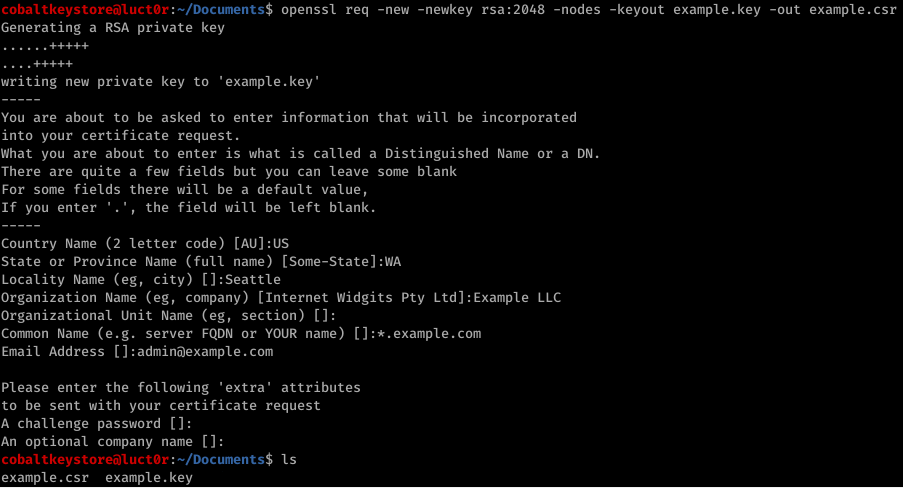 cobaltkeystore@luct0r:~/Documents$ openssl req -new -newkey rsa:2048 -nodes -keyout example.key -out example.csr
Generating a RSA private key
......+++++
....+++++
writing new private key to 'example.key'
-----
You are about to be asked to enter information that will be incorporated
into your certificate request.
What you are about to enter is what is called a Distinguished Name or a DN.
There are quite a few fields but you can leave some blank
For some fields there will be a default value,
If you enter '.', the field will be left blank.
-----
Country Name (2 letter code) [AU]:US
State or Province Name (full name) [Some-State]:WA
Locality Name (eg, city) []:Seattle
Organization Name (eg, company) [Internet Widgits Pty Ltd]:Example LLC
Organizational Unit Name (eg, section) []:
Common Name (e.g. server FQDN or YOUR name) []:*.example.com
Email Address []:admin@example.com

Please enter the following 'extra' attributes
to be sent with your certificate request
A challenge password []:
An optional company name []:
cobaltkeystore@luct0r:~/Documents$ ls
example.csr  example.key